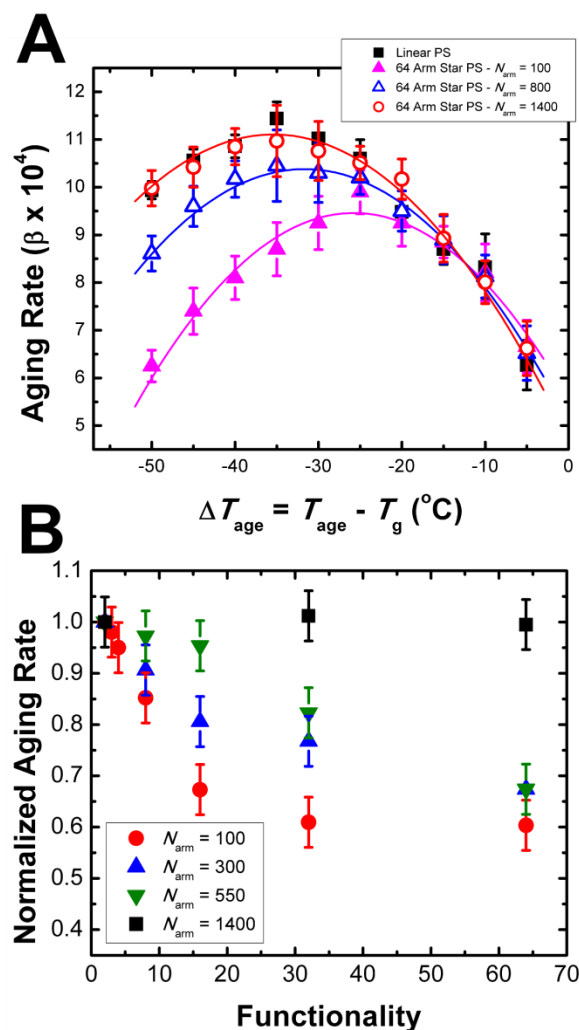 A
Linear PS
64 Arm Star PS - Narm = 100
64 Arm Star PS - Narm = 800
64 Arm Star PS - Narm = 1400
12
11
10
9
8
7
6
5
Aging Rate (β x 10⁴)
-50 -40 -30 -20 -10 0
ΔTage = Tage - Tg (°C)
B
1.1
1.0
0.9
0.8
0.7
0.6
0.5
0.4
Normalized Aging Rate
Narm = 100
Narm = 300
Narm = 550
Narm = 1400
0 10 20 30 40 50 60 70
Functionality